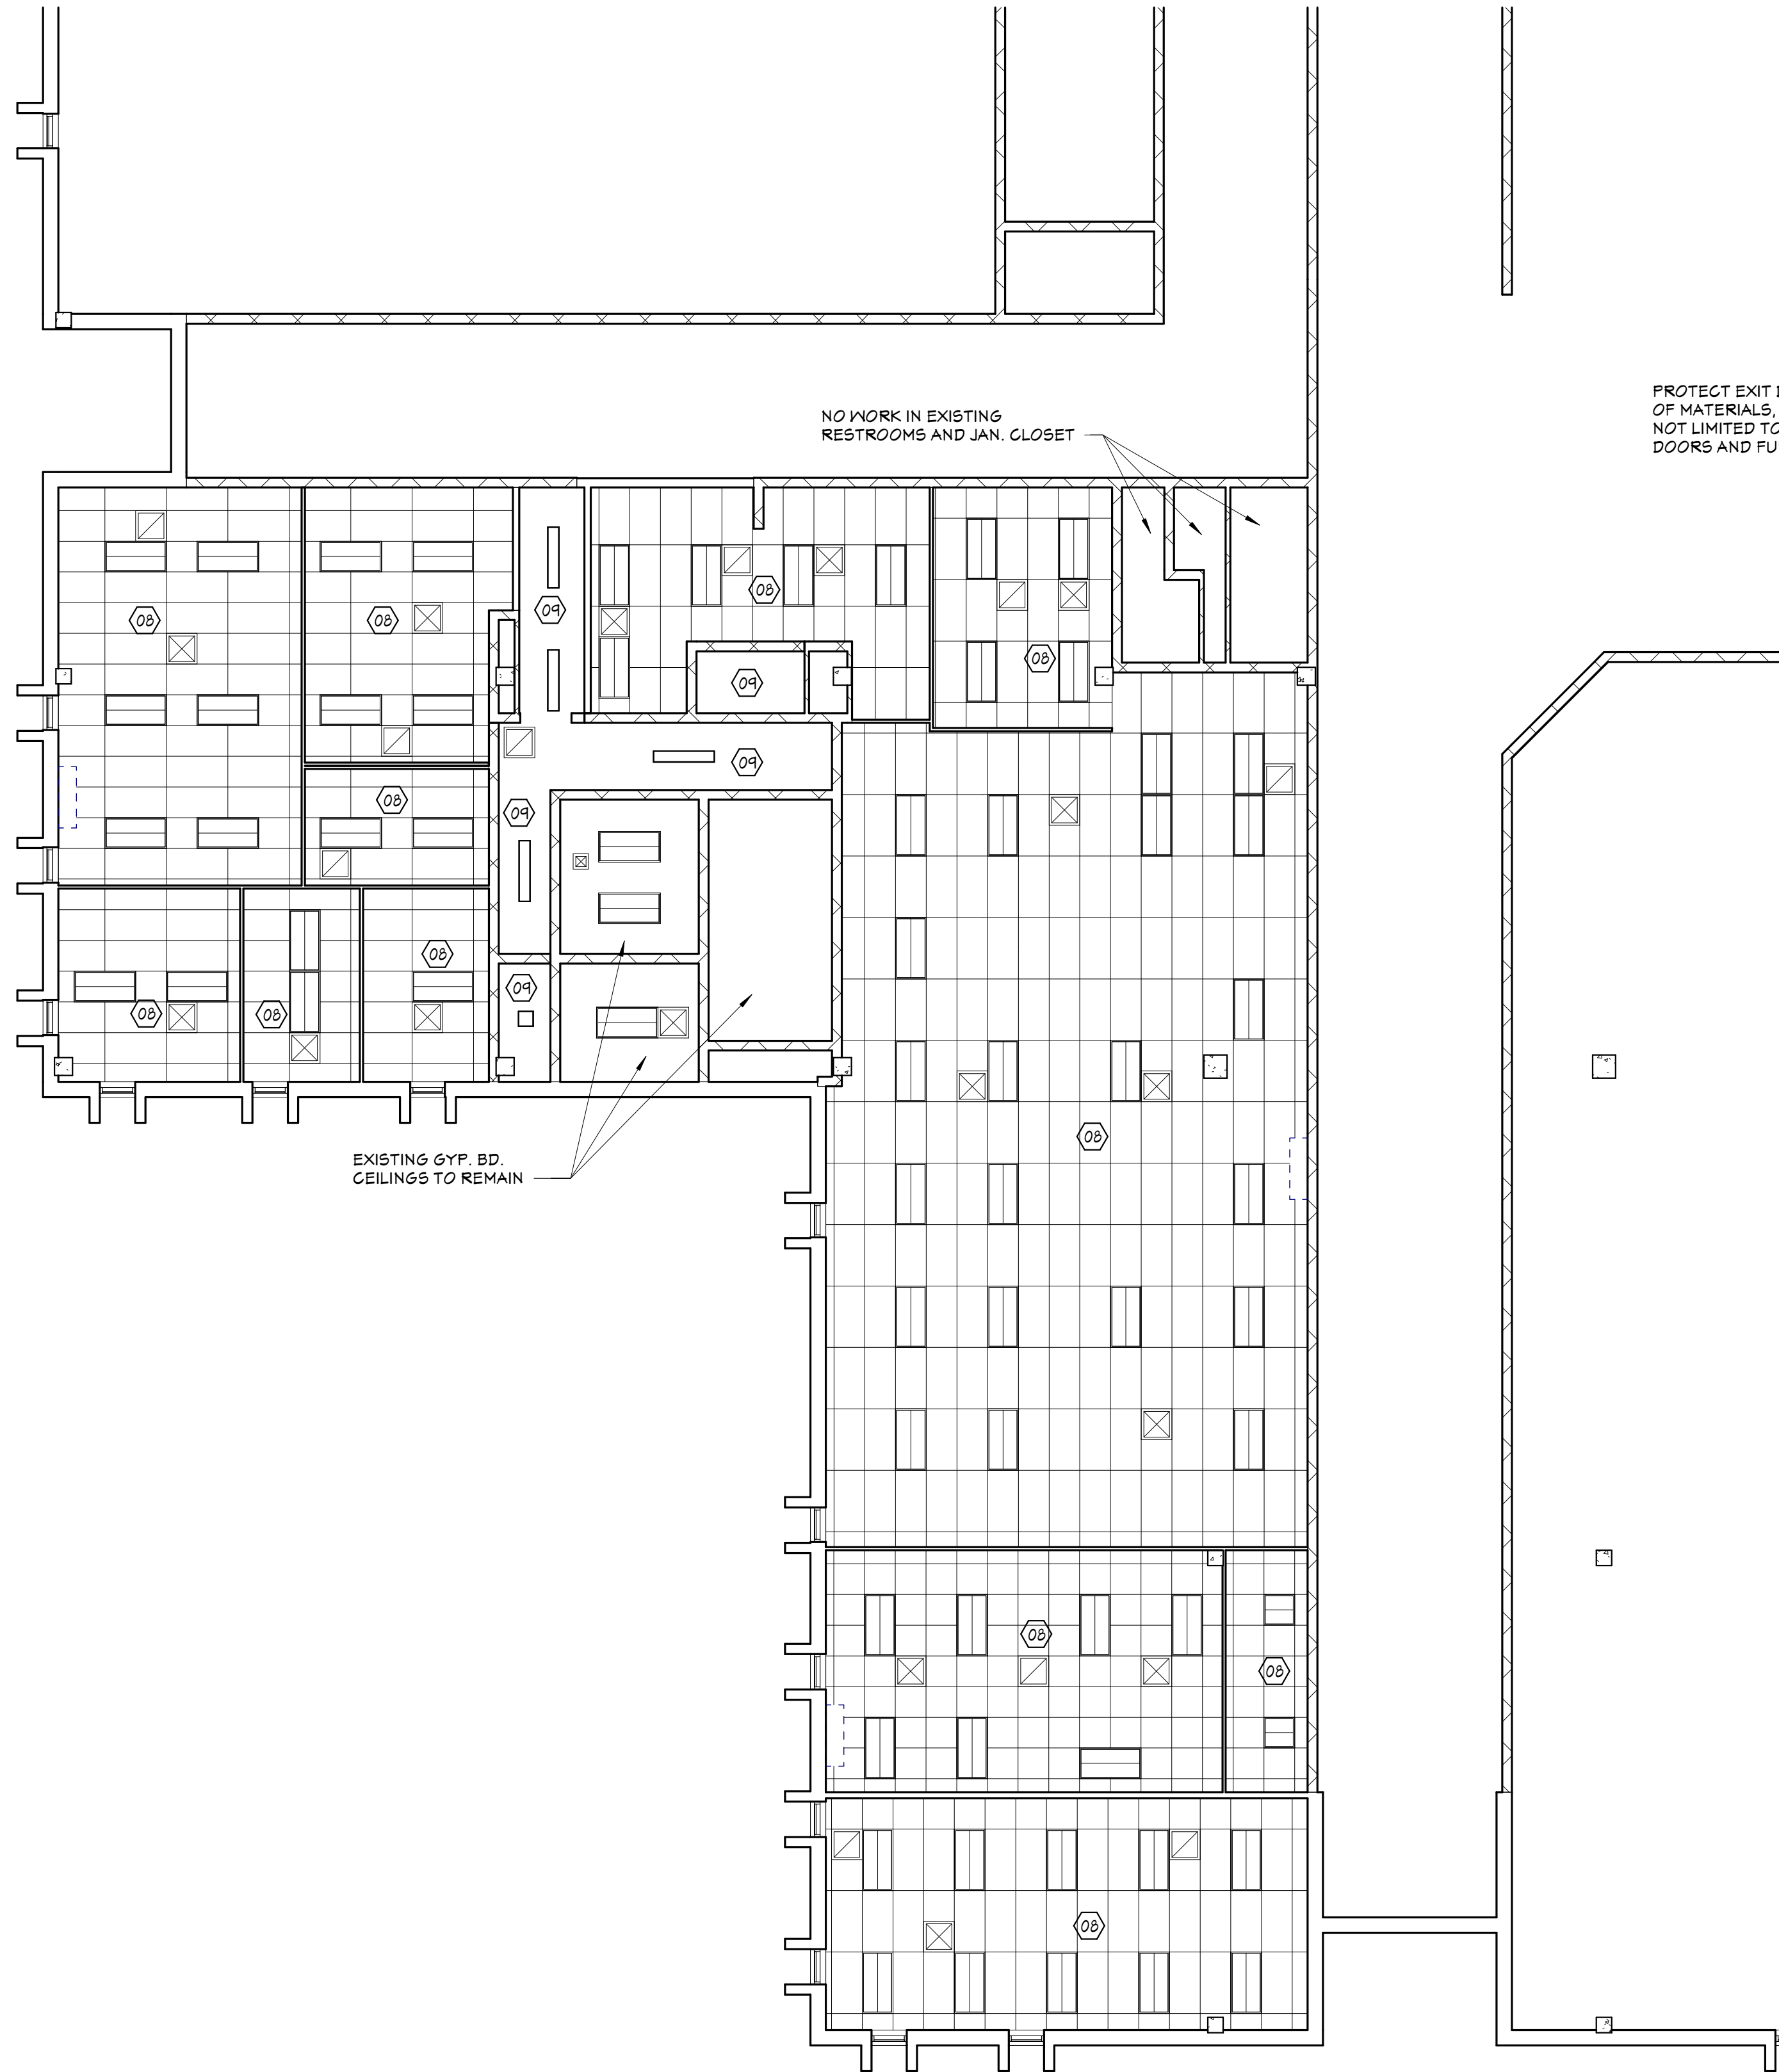 PROTECT EXIT
OF MATERIALS,
NOT LIMITED TO
DOORS AND FU
NO WORK IN EXISTING
RESTROOMS AND JAN. CLOSET
08
08
09
08
08
09
09
08
09
08
09
08
08
EXISTING GYP. BD.
CEILINGS TO REMAIN
08
08
08
08